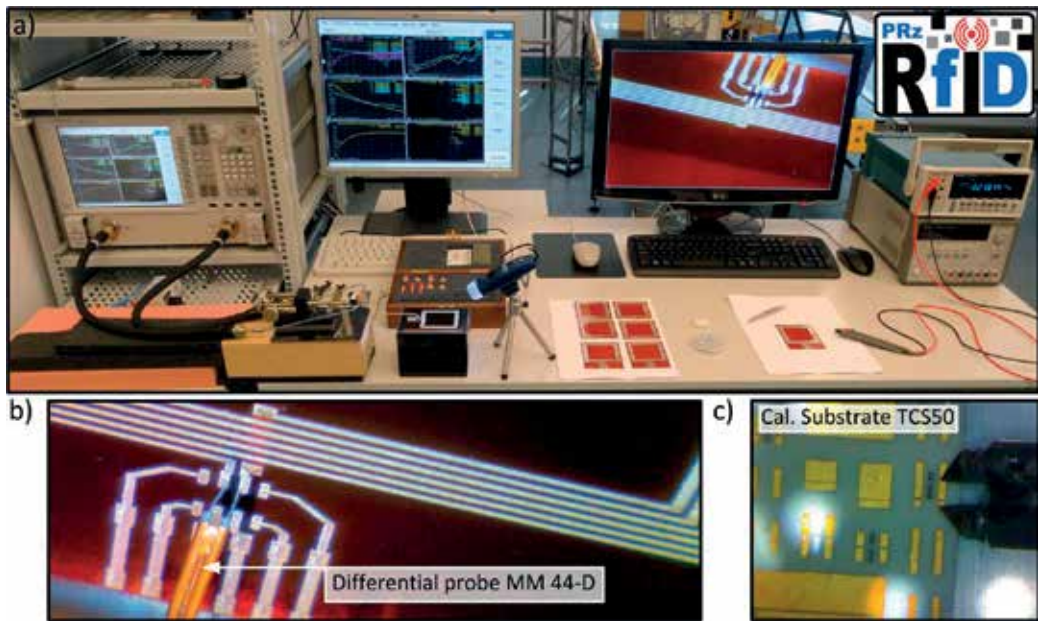 a)
PRz
RfID
b)
Differential probe MM 44-D
c)
Cal. Substrate TCS50